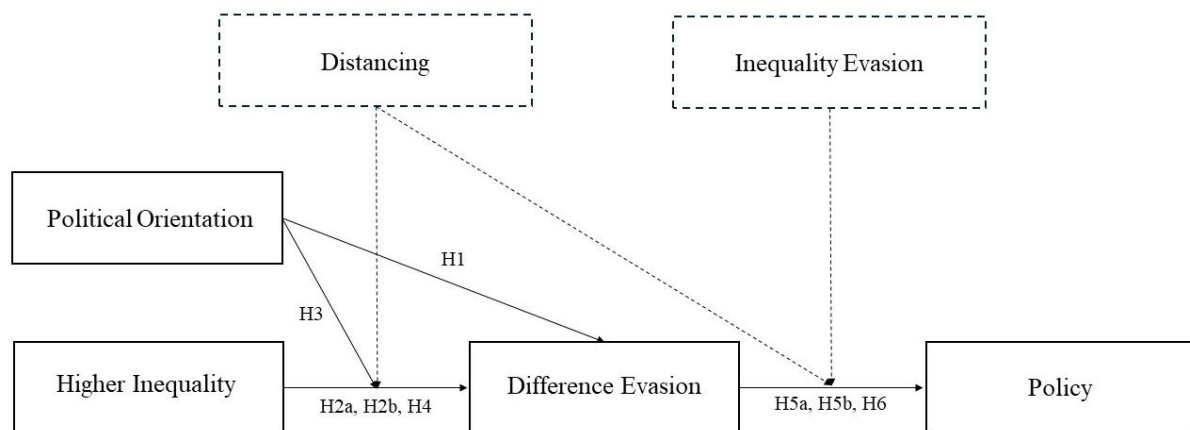 Distancing
Inequality Evasion
Political Orientation
H1
H3
Higher Inequality
H2a, H2b, H4
Difference Evasion
H5a, H5b, H6
Policy